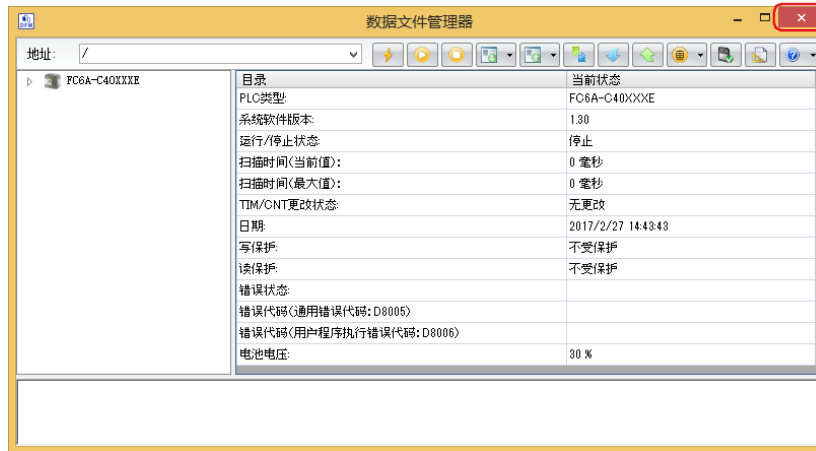 数据文件管理器
地址: /
FC6A-C40XXXE
目录 当前状态
PLC类型: FC6A-C40XXXE
系统软件版本: 1.30
运行/停止状态: 停止
扫描时间(当前值): 0 毫秒
扫描时间(最大值): 0 毫秒
TIM/CNT更改状态: 无更改
日期: 2017/2/27 14:43:43
写保护: 不受保护
读保护: 不受保护
错误状态:
错误代码(通用错误代码:D8005)
错误代码(用户程序执行错误代码:D8006)
电池电压: 30 %